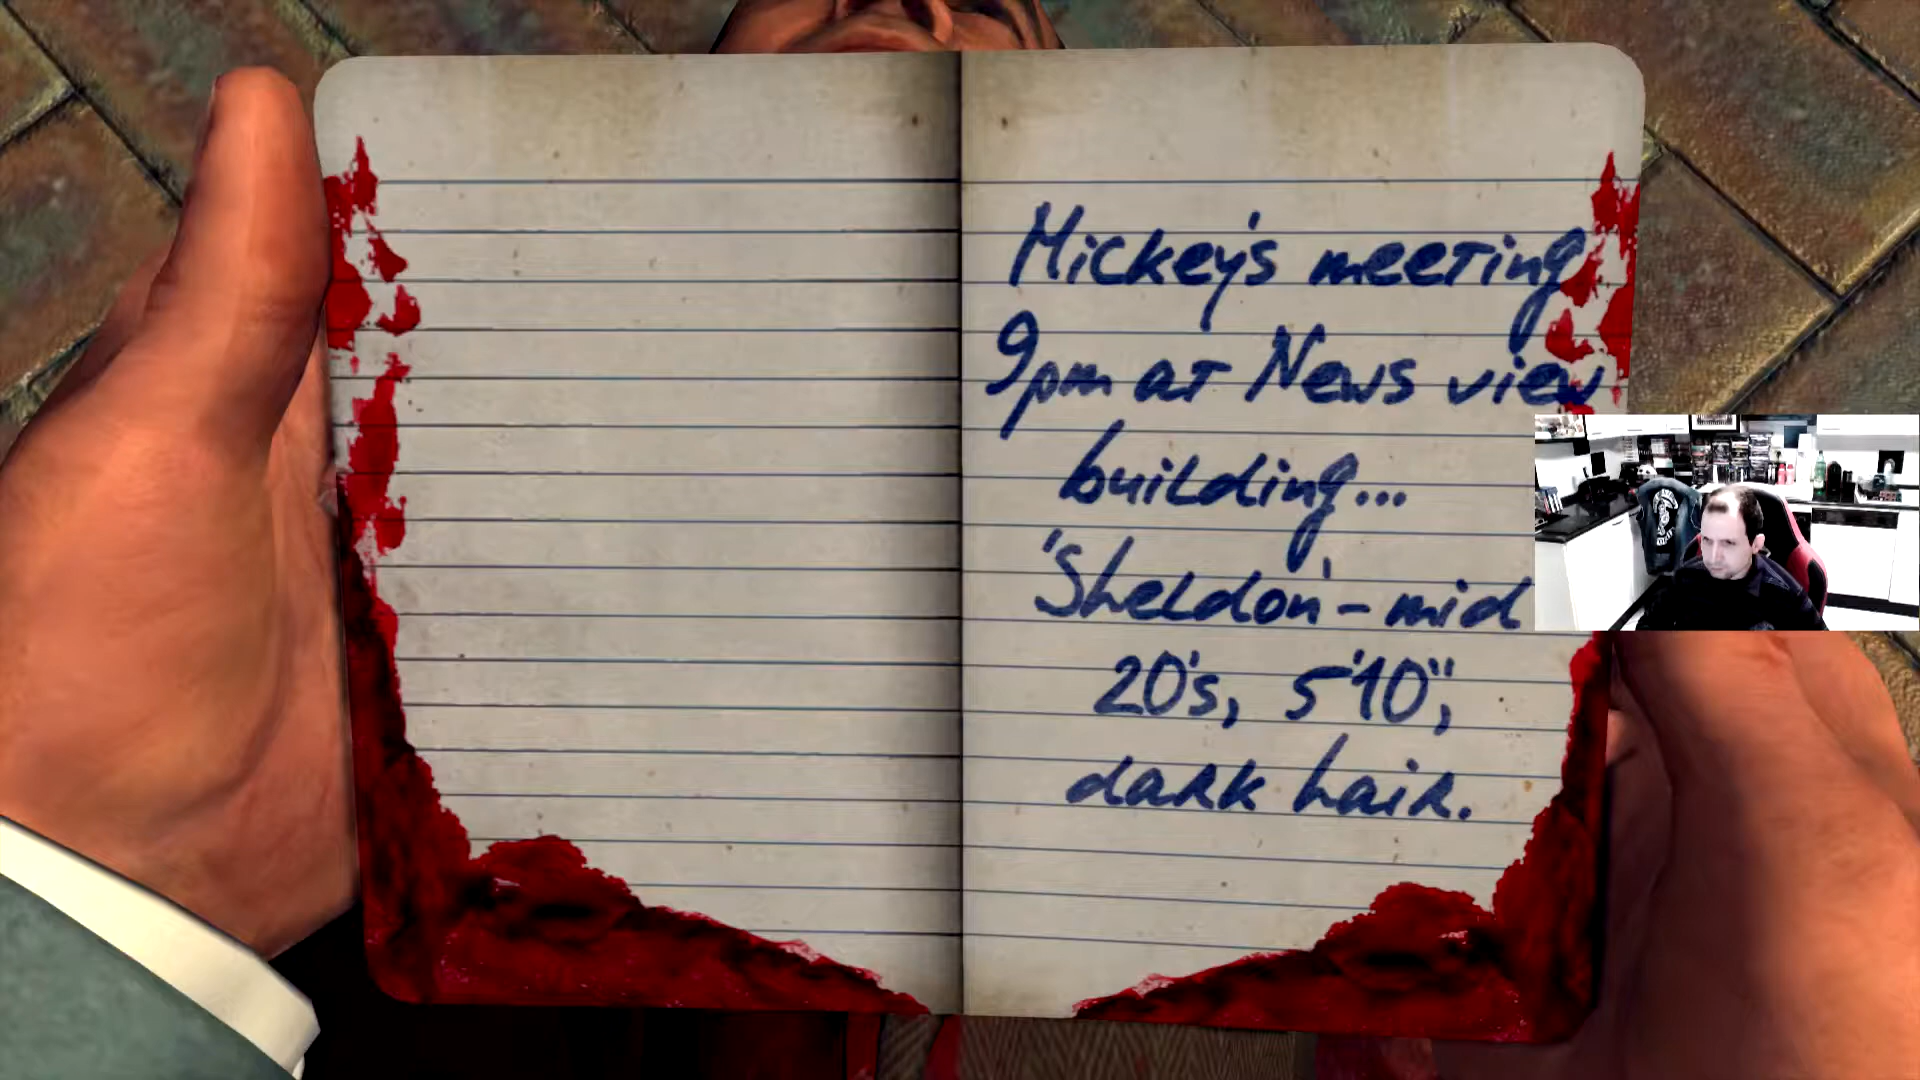 Mickey's meeting
9pm at News view
building...
'Sheldon' - mid
20's, 5'10",
dark hair.